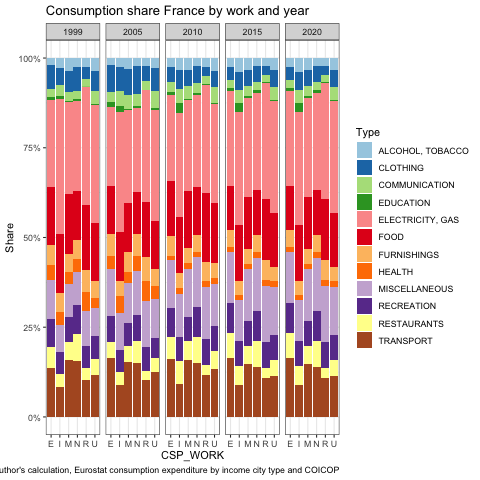 Consumption share France by work and year
1999 2005 2010 2015 2020
100%
75%
50%
25%
0%
Share
E I M N R U E I M N R U E I M N R U E I M N R U E I M N R U
CSP_WORK
Type
ALCOHOL, TOBACCO
CLOTHING
COMMUNICATION
EDUCATION
ELECTRICITY, GAS
FOOD
FURNISHINGS
HEALTH
MISCELLANEOUS
RECREATION
RESTAURANTS
TRANSPORT
uthor's calculation, Eurostat consumption expenditure by income city type and COICOP